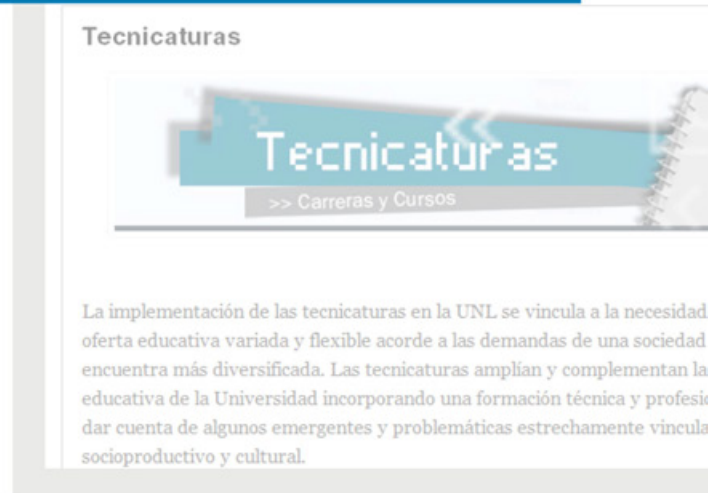 Tecnicaturas
Tecnicaturas
>> Carreras y Cursos
La implementación de las tecnicaturas en la UNL se vincula a la necesidad
oferta educativa variada y flexible acorde a las demandas de una sociedad
encuentra más diversificada. Las tecnicaturas amplían y complementan la
educativa de la Universidad incorporando una formación técnica y
dar cuenta de algunos emergentes y problemáticas estrechamente
socioproductivo y cultural.